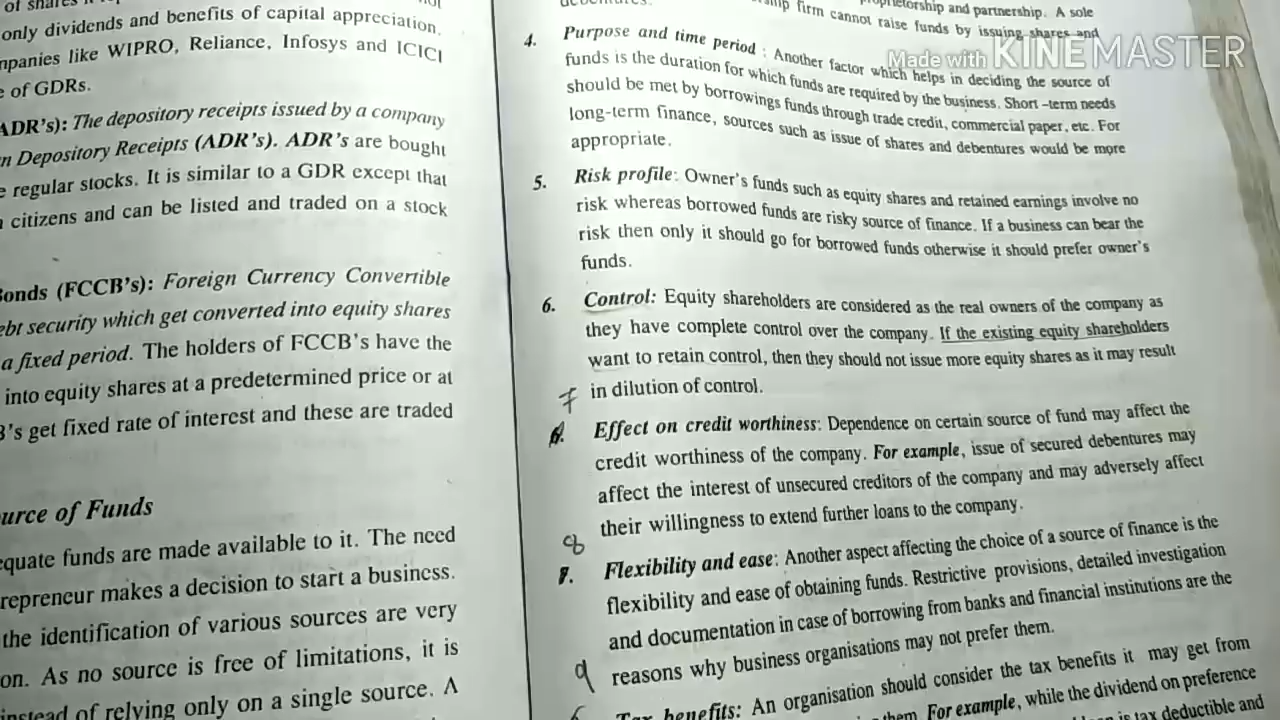 only dividends and benefits of capital appreciation.
like WIPRO, Reliance, Infosys and ICICI
of GDRs.
ADR's): The depository receipts issued by a company
Depository Receipts (ADR's). ADR's are bought
regular stocks. It is similar to a GDR except that
citizens and can be listed and traded on a stock
(FCCB's): Foreign Currency Convertible
security which get converted into equity shares
a fixed period. The holders of FCCB's have the
into equity shares at a predetermined price or at
get fixed rate of interest and these are traded
of Funds
funds are made available to it. The need
makes a decision to start a business.
the identification of various sources are very
on. As no source is free of limitations, it is
instead of relying only on a single source. A
and partnership. A sole
firm cannot raise funds by issuing shares and
Made with KINEMASTER
4. Purpose and time period : Another factor which helps in deciding the source of
funds is the duration for which funds are required by the business. Short –term needs
should be met by borrowings funds through trade credit, commercial paper, etc. For
long-term finance, sources such as issue of shares and debentures would be more
appropriate.
5. Risk profile: Owner's funds such as equity shares and retained earnings involve no
risk whereas borrowed funds are risky source of finance. If a business can bear the
risk then only it should go for borrowed funds otherwise it should prefer owner's
funds.
6. Control: Equity shareholders are considered as the real owners of the company as
they have complete control over the company. If the existing equity shareholders
want to retain control, then they should not issue more equity shares as it may result
in dilution of control.
7
Effect on credit worthiness: Dependence on certain source of fund may affect the
credit worthiness of the company. For example, issue of secured debentures may
affect the interest of unsecured creditors of the company and may adversely affect
their willingness to extend further loans to the company.
8
7. Flexibility and ease: Another aspect affecting the choice of a source of finance is the
flexibility and ease of obtaining funds. Restrictive provisions, detailed investigation
and documentation in case of borrowing from banks and financial institutions are the
reasons why business organisations may not prefer them.
9
Tax benefits: An organisation should consider the tax benefits it may get from
them. For example, while the dividend on preference
is tax deductible and